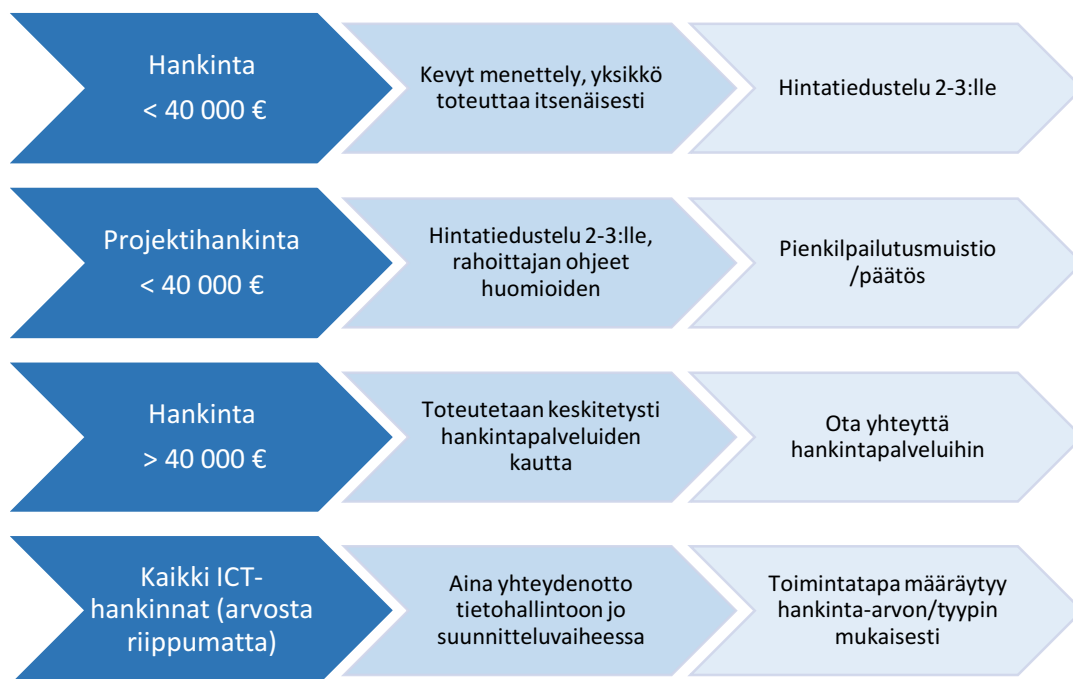 Hankinta
< 40 000 €
Kevyt menettely, yksikkö
toteuttaa itsenäisesti
Hintatiedustelu 2-3:lle
Projektihankinta
< 40 000 €
Hintatiedustelu 2-3:lle,
rahoittajan ohjeet
huomioiden
Pienkilpailutusmuistio
/päätös
Hankinta
> 40 000 €
Toteutetaan keskitetysti
hankintapalveluiden
kautta
Ota yhteyttä
hankintapalveluihin
Kaikki ICT-
hankinnat (arvosta
riippumatta)
Aina yhteydenotto
tietohallintoon jo
suunnitteluvaiheessa
Toimintatapa määräytyy
hankinta-arvon/tyypin
mukaisesti